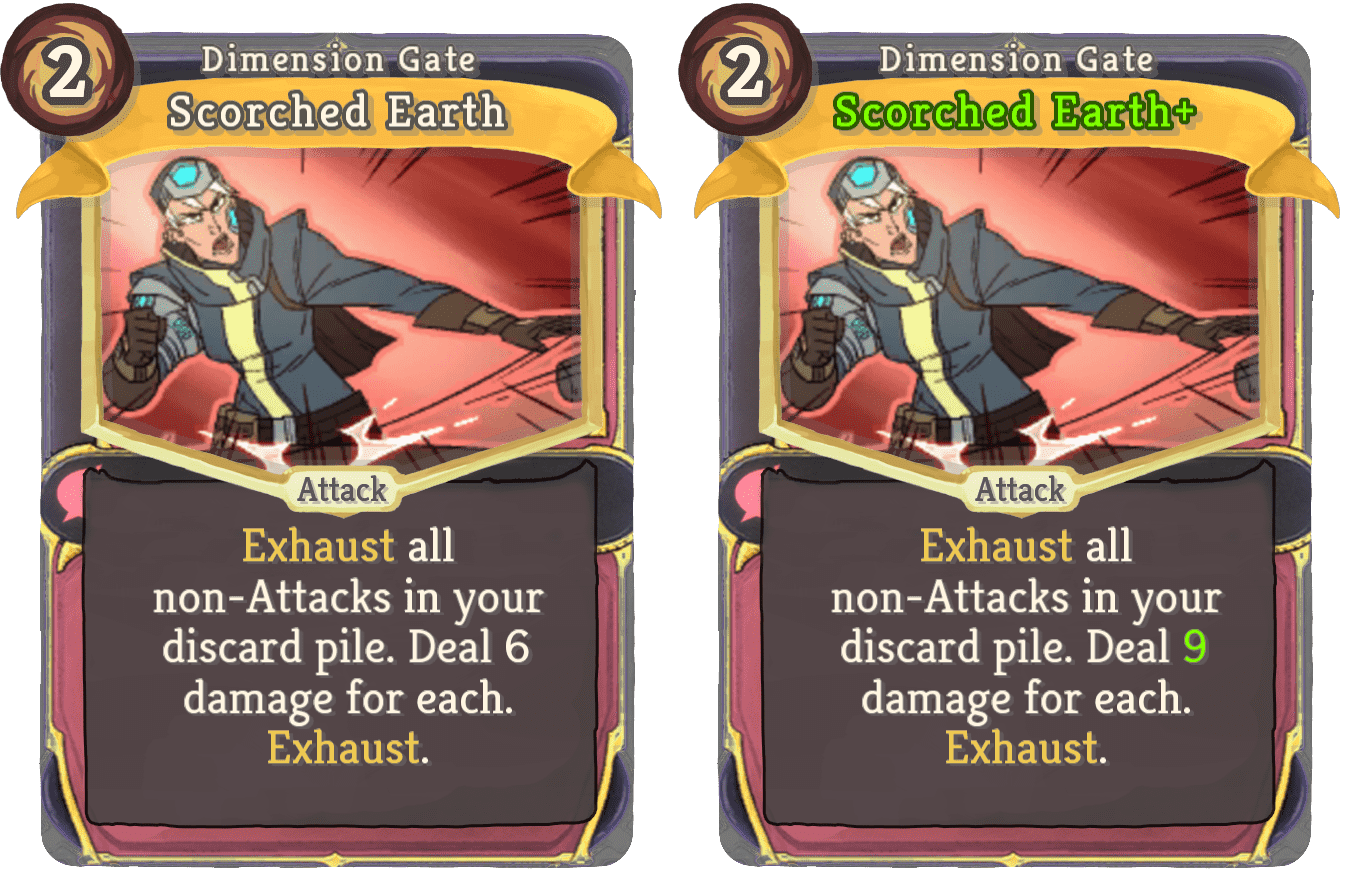 2
Dimension Gate
Scorched Earth
Attack
Exhaust all
non-Attacks in your
discard pile. Deal 6
damage for each.
Exhaust.
2
Dimension Gate
Scorched Earth+
Attack
Exhaust all
non-Attacks in your
discard pile. Deal 9
damage for each.
Exhaust.